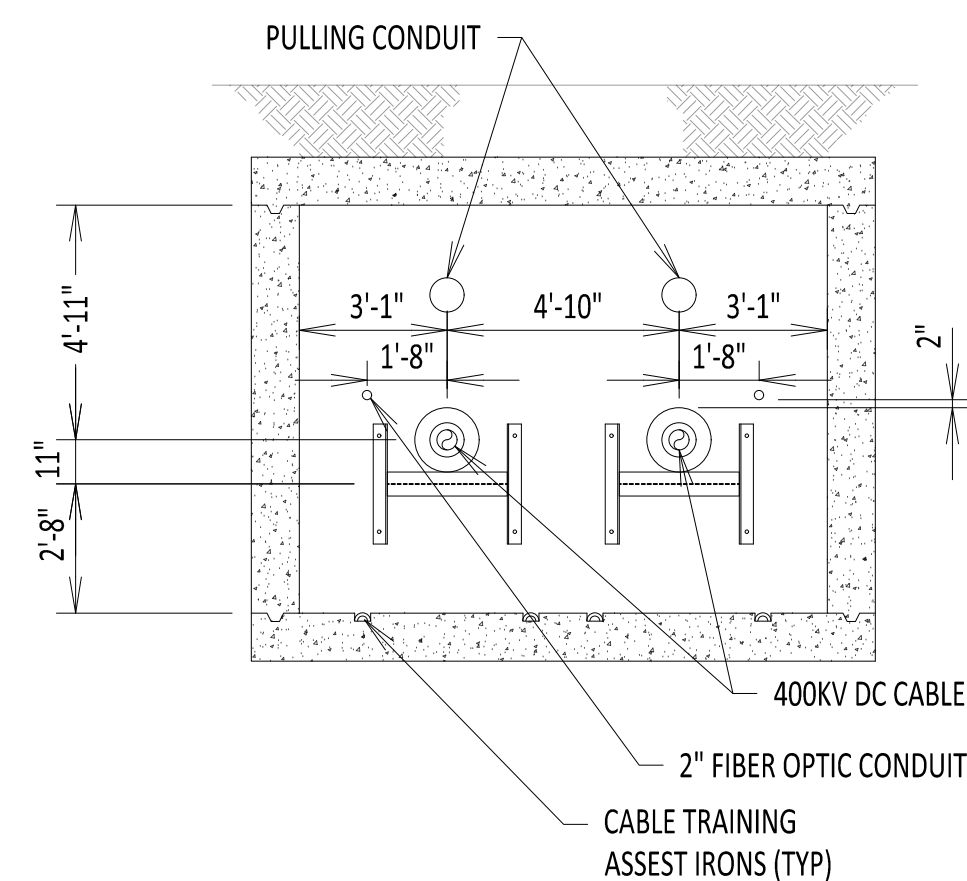 PULLING CONDUIT
3'-1"
4'-10"
3'-1"
4'-11"
1'-8"
1'-8"
2"
11"
2'-8"
400KV DC CABLE
2" FIBER OPTIC CONDUIT
CABLE TRAINING
ASSEST IRONS (TYP)